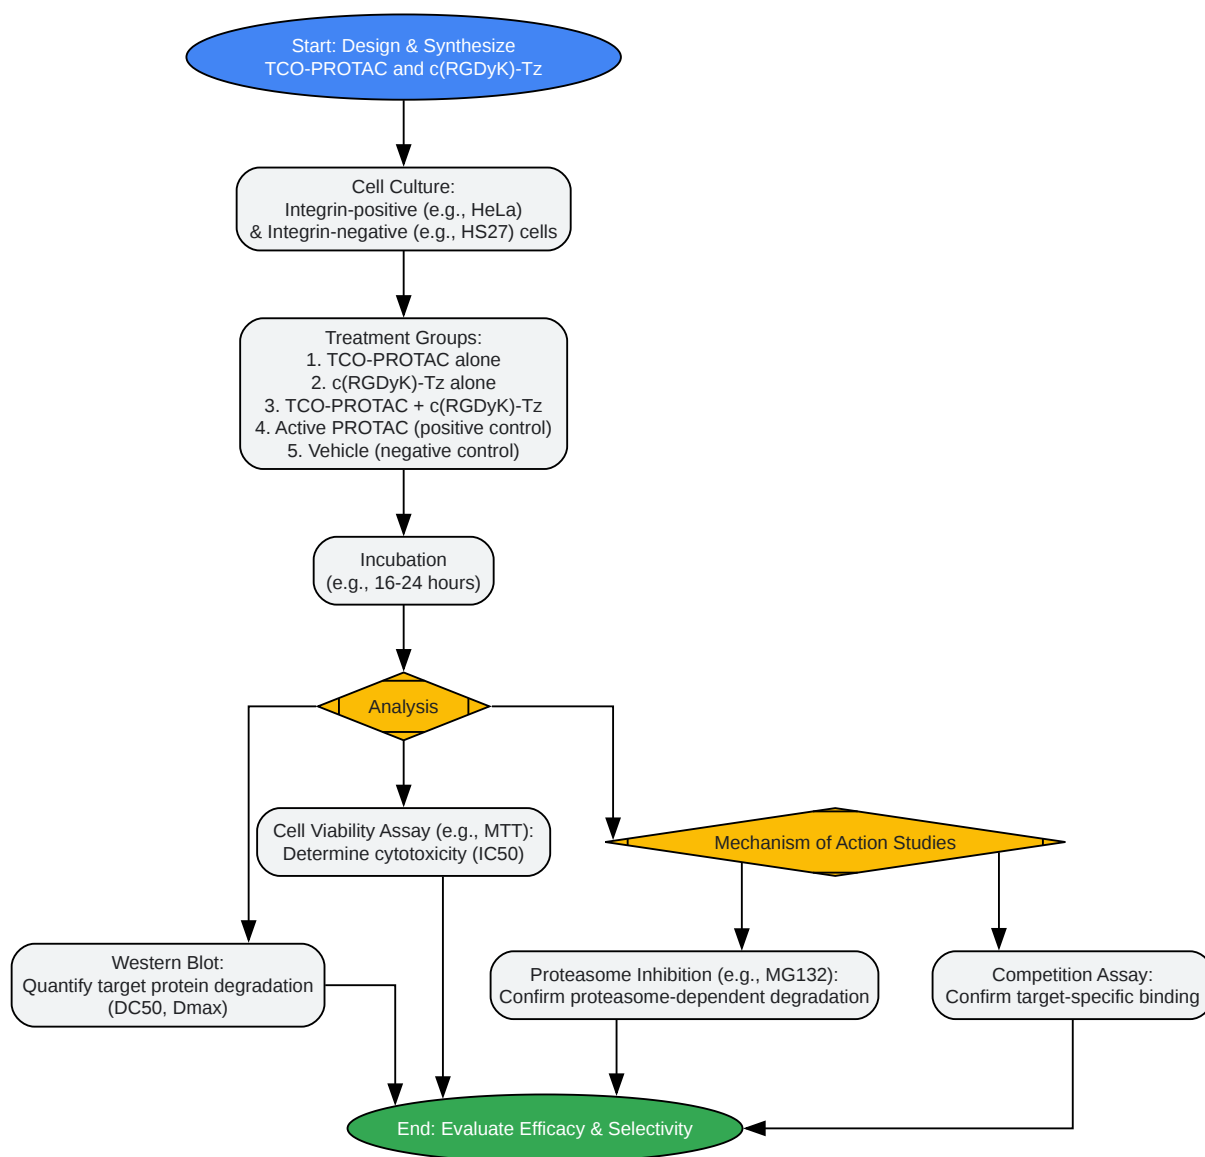 Start: Design & Synthesize
TCO-PROTAC and c(RGDyK)-Tz
Cell Culture:
Integrin-positive (e.g., HeLa)
& Integrin-negative (e.g., HS27) cells
Treatment Groups:
1. TCO-PROTAC alone
2. c(RGDyK)-Tz alone
3. TCO-PROTAC + c(RGDyK)-Tz
4. Active PROTAC (positive control)
5. Vehicle (negative control)
Incubation
(e.g., 16-24 hours)
Analysis
Cell Viability Assay (e.g., MTT):
Determine cytotoxicity (IC50)
Mechanism of Action Studies
Western Blot:
Quantify target protein degradation
(DC50, Dmax)
Proteasome Inhibition (e.g., MG132):
Confirm proteasome-dependent degradation
Competition Assay:
Confirm target-specific binding
End: Evaluate Efficacy & Selectivity